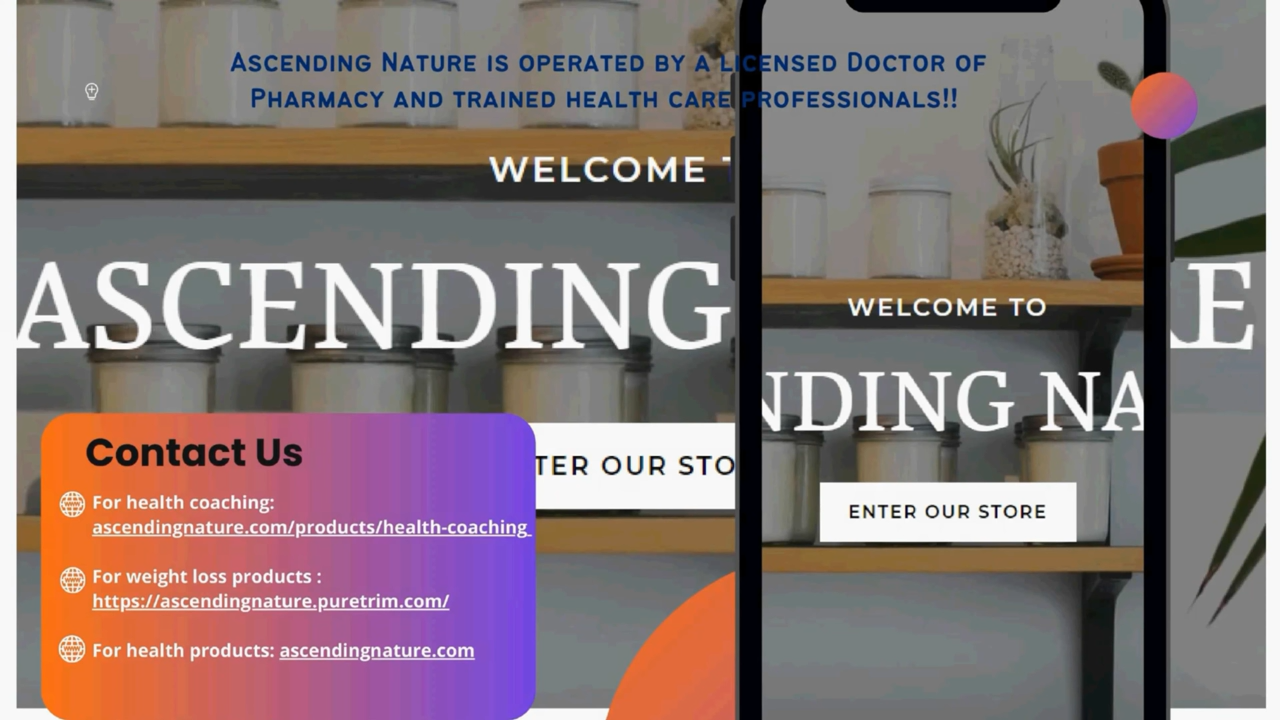 Ascending Nature is operated by a licensed Doctor of
Pharmacy and trained health care professionals!!
WELCOME
ASCENDING
RE
TER OUR STO
WELCOME TO
NDING NA
ENTER OUR STORE
Contact Us
For health coaching:
ascendingnature.com/products/health-coaching
For weight loss products :
https://ascendingnature.puretrim.com/
For health products: ascendingnature.com